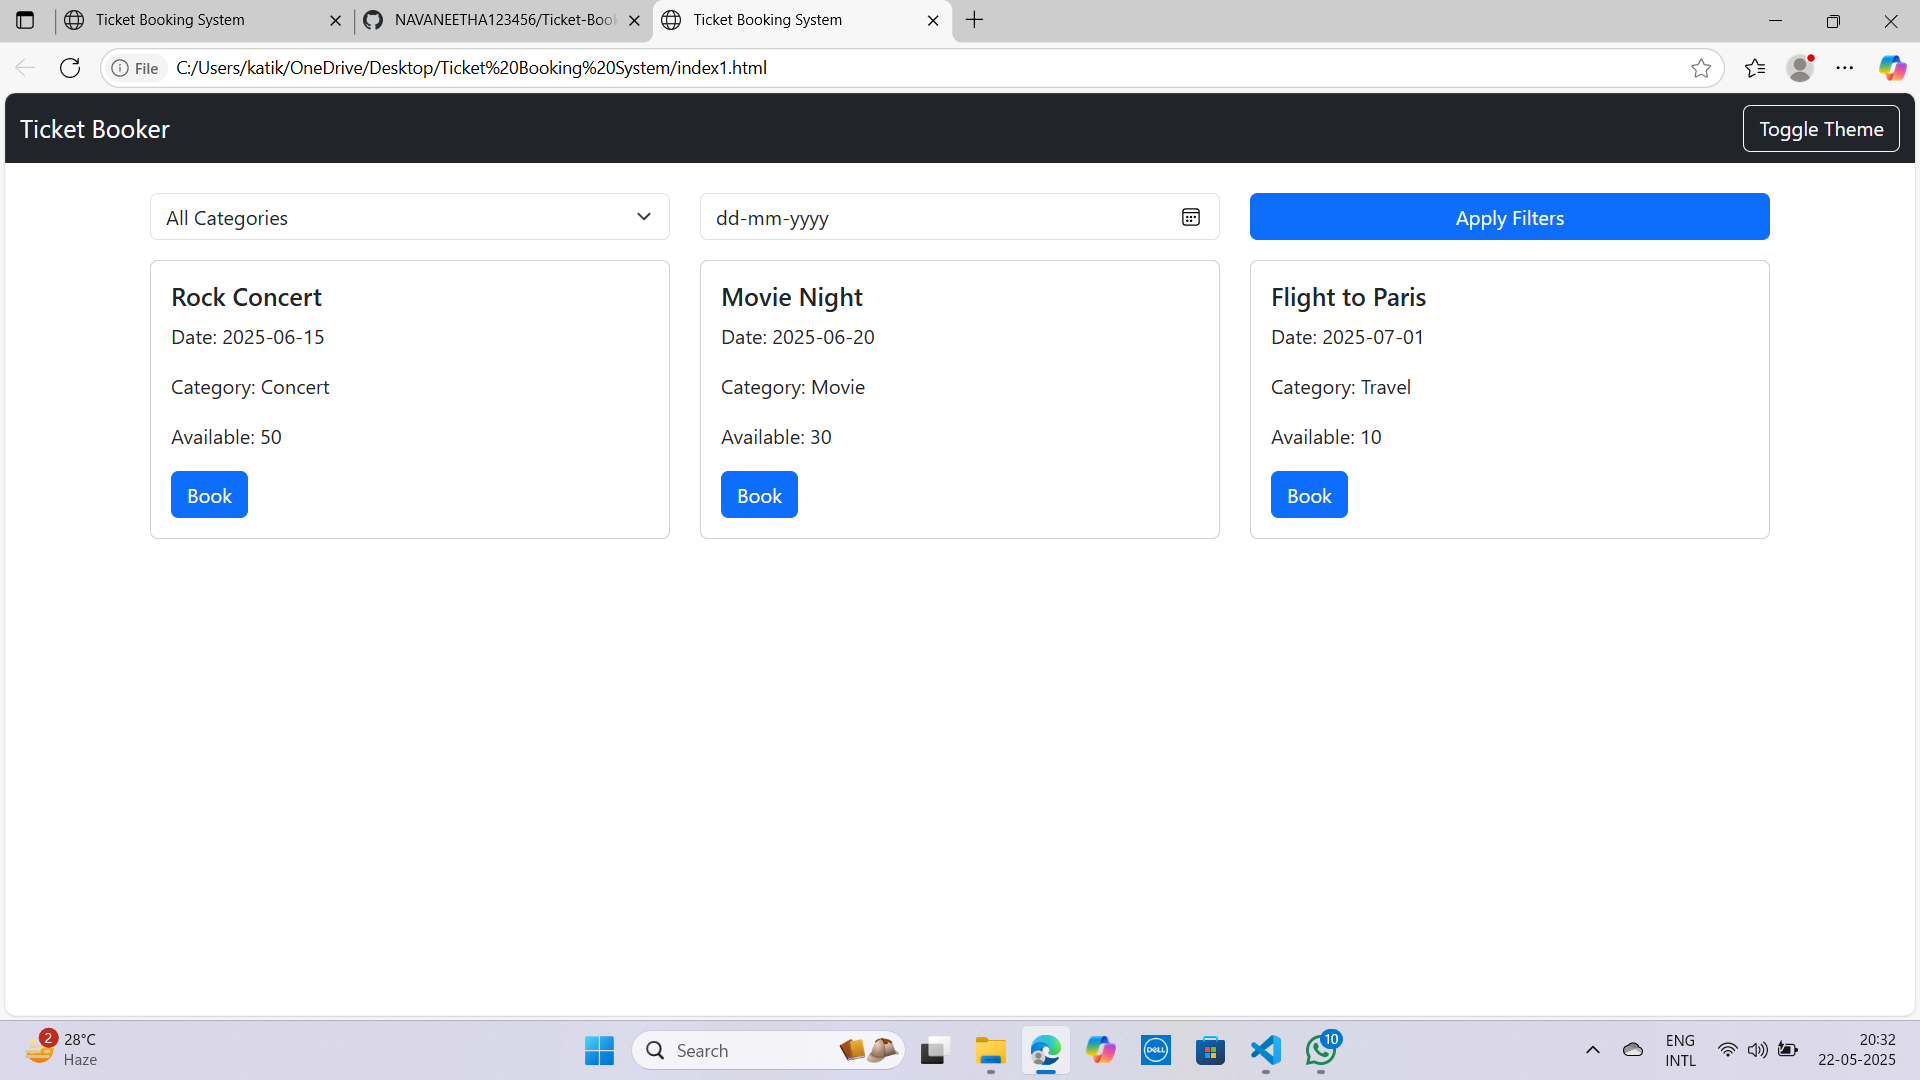 Ticket Booking System
NAVANEETHA123456/Ticket-Boo
Ticket Booking System
File
C:/Users/katik/OneDrive/Desktop/Ticket%20Booking%20System/index1.html
Ticket Booker
Toggle Theme
All Categories
dd-mm-yyyy
Apply Filters
Rock Concert
Date: 2025-06-15
Category: Concert
Available: 50
Book
Movie Night
Date: 2025-06-20
Category: Movie
Available: 30
Book
Flight to Paris
Date: 2025-07-01
Category: Travel
Available: 10
Book
2
28°C
Haze
Search
DELL
10
ENG
INTL
20:32
22-05-2025